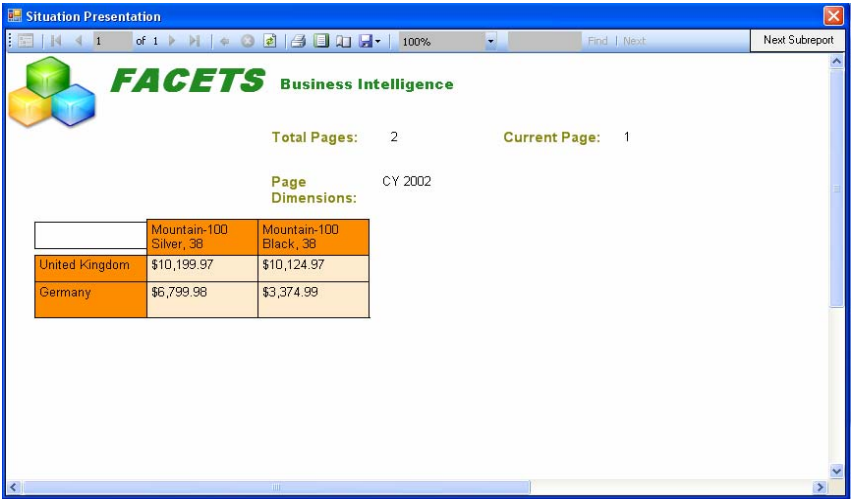 Situation Presentation
1 of 1 100% Find | Next Next Subreport
FACETS Business Intelligence
Total Pages: 2 Current Page: 1
Page CY 2002
Dimensions:
Mountain-100 Mountain-100
Silver, 38 Black, 38
United Kingdom $10,199.97 $10,124.97
Germany $6,799.98 $3,374.99